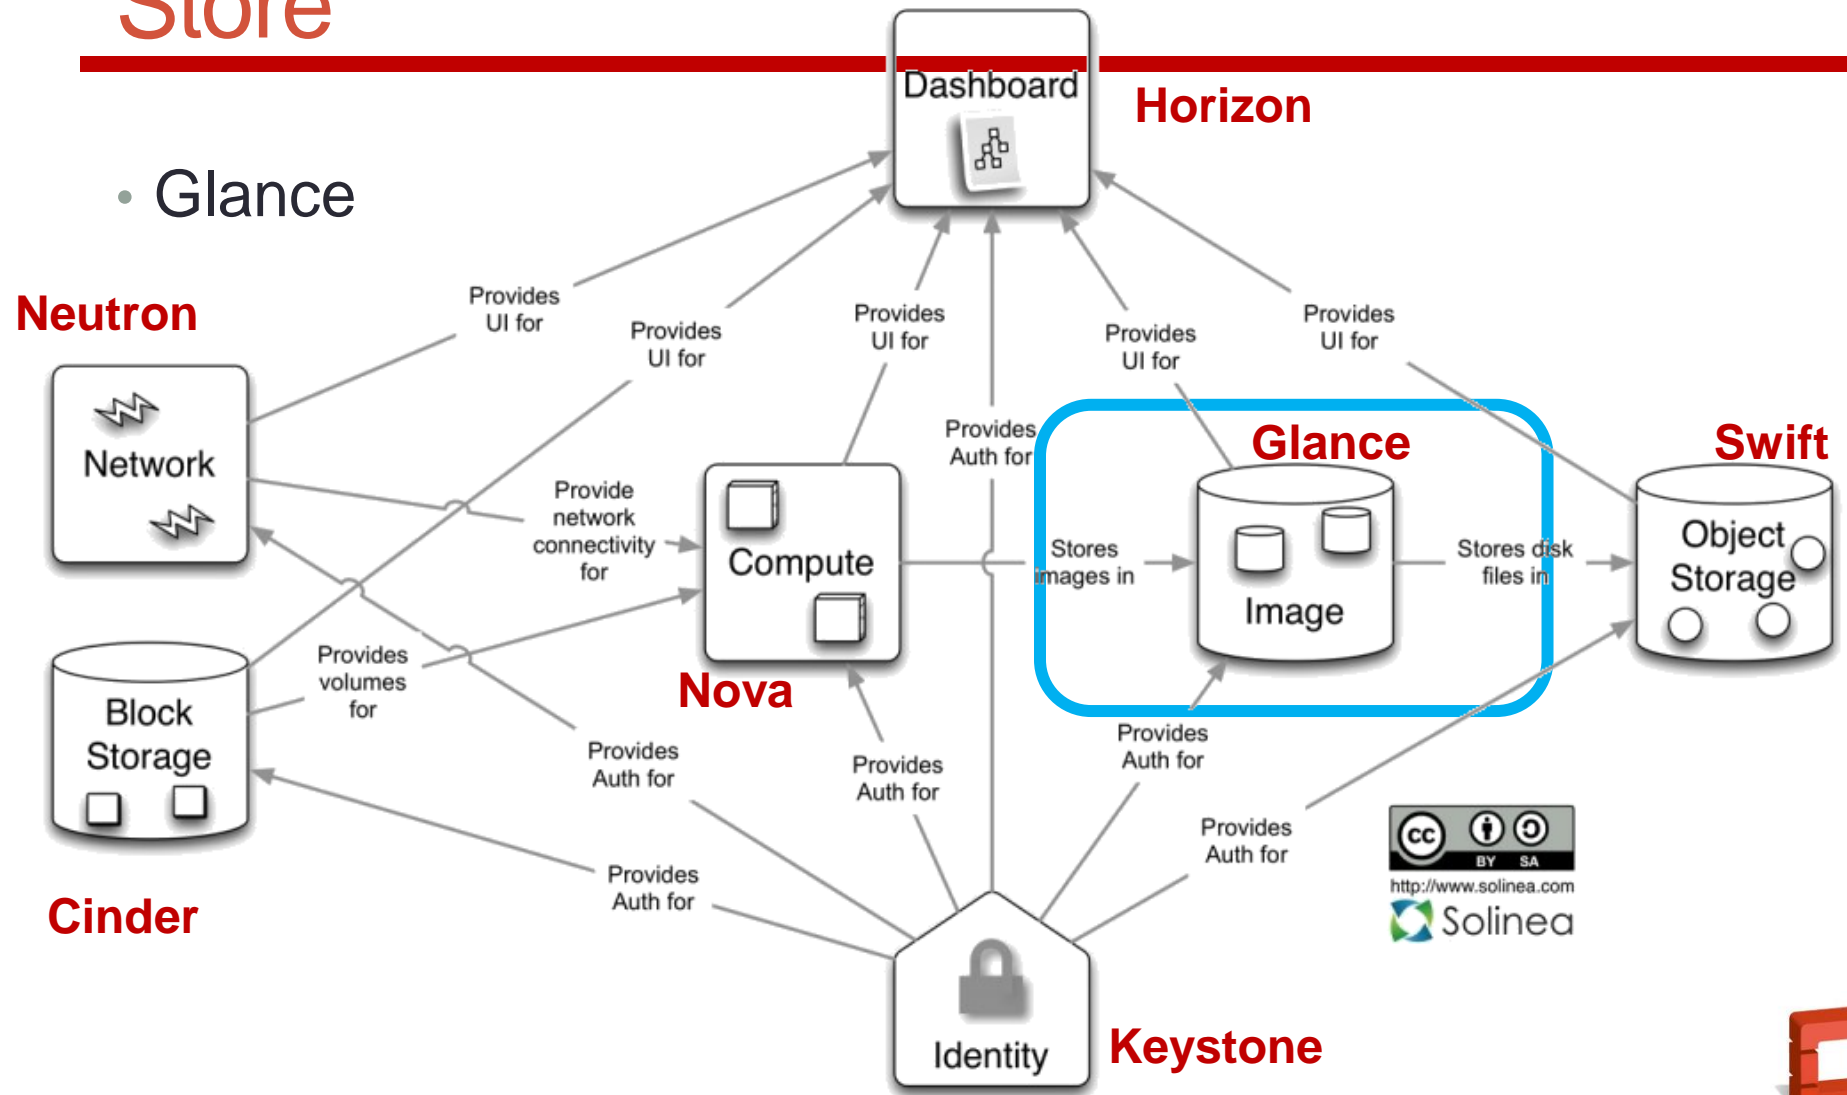 Store
Dashboard
Horizon
• Glance
Neutron
Provides
UI for
Provides
UI for
Provides
UI for
Provides
UI for
Provides
UI for
Network
Provide
network
connectivity
for
Provides
Auth for
Glance
Swift
Compute
Stores
images in
Image
Stores disk
files in
Object
Storage
Nova
Provides
volumes
for
Block
Storage
Cinder
Provides
Auth for
Provides
Auth for
Provides
Auth for
Provides
Auth for
Provides
Auth for
cc
BY SA
http://www.solinea.com
Solinea
Identity
Keystone